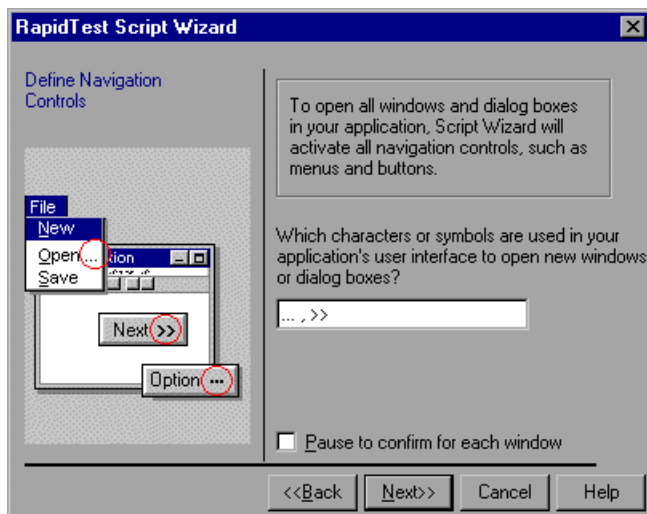 RapidTest Script Wizard
Define Navigation
Controls
File
New
Open...
Save
tion
Next >>
Option ...
To open all windows and dialog boxes
in your application, Script Wizard will
activate all navigation controls, such as
menus and buttons.
Which characters or symbols are used in your
application's user interface to open new windows
or dialog boxes?
... , >>
Pause to confirm for each window
<<Back
Next>>
Cancel
Help